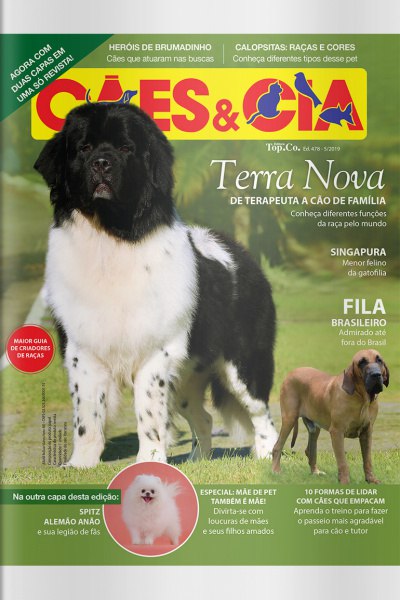 AGORA COM
DUAS CAPAS EM
UMA SÓ REVISTA!
HERÓIS DE BRUMADINHO
Cães que atuaram nas buscas
CALOPSITAS: RAÇAS E CORES
Conheça diferentes tipos desse pet
CÃES & CIA
Top.Co. Ed. 478 - 5/2019
Terra Nova
DE TERAPEUTA A CÃO DE FAMÍLIA
Conheça diferentes funções
da raça pelo mundo
SINGAPURA
Menor felino
da gatofilia
FILA
BRASILEIRO
Admirado até
fora do Brasil
MAIOR GUIA
DE CRIADORES
DE RAÇAS
Na outra capa desta edição:
SPITZ
ALEMÃO ANÃO
e sua legião de fãs
ESPECIAL: MÃE DE PET
TAMBÉM É MÃE!
Divirta-se com
loucuras de mães
e seus filhos amados
10 FORMAS DE LIDAR
COM CÃES QUE EMPACAM
Aprenda o treino para fazer
o passeio mais agradável
para cão e tutor